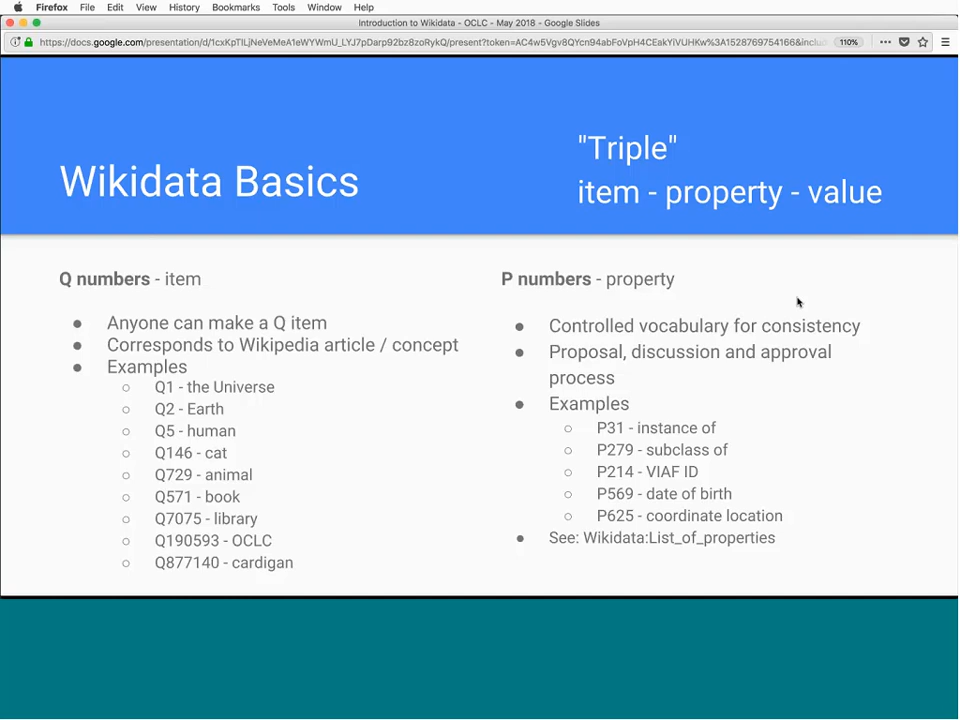 Firefox File Edit View History Bookmarks Tools Window Help
Introduction to Wikidata - OCLC - May 2018 - Google Slides
110%
Wikidata Basics
"Triple"
item - property - value
Q numbers - item
● Anyone can make a Q item
● Corresponds to Wikipedia article / concept
● Examples
○ Q1 - the Universe
○ Q2 - Earth
○ Q5 - human
○ Q146 - cat
○ Q729 - animal
○ Q571 - book
○ Q7075 - library
○ Q190593 - OCLC
○ Q877140 - cardigan
P numbers - property
● Controlled vocabulary for consistency
● Proposal, discussion and approval
process
● Examples
○ P31 - instance of
○ P279 - subclass of
○ P214 - VIAF ID
○ P569 - date of birth
○ P625 - coordinate location
● See: Wikidata:List_of_properties